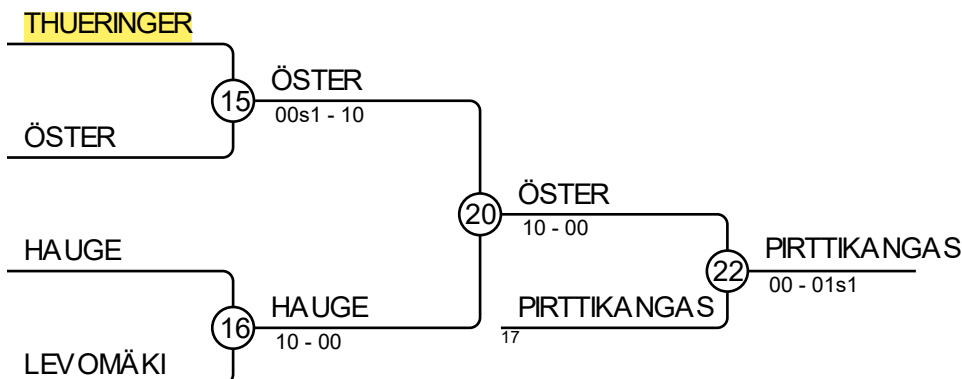 THUERINGER
15
ÖSTER
00s1 - 10
ÖSTER
20
ÖSTER
10 - 00
HAUGE
22
PIRTTIKANGAS
00 - 01s1
16
HAUGE
10 - 00
PIRTTIKANGAS
17
LEVOMÄKI